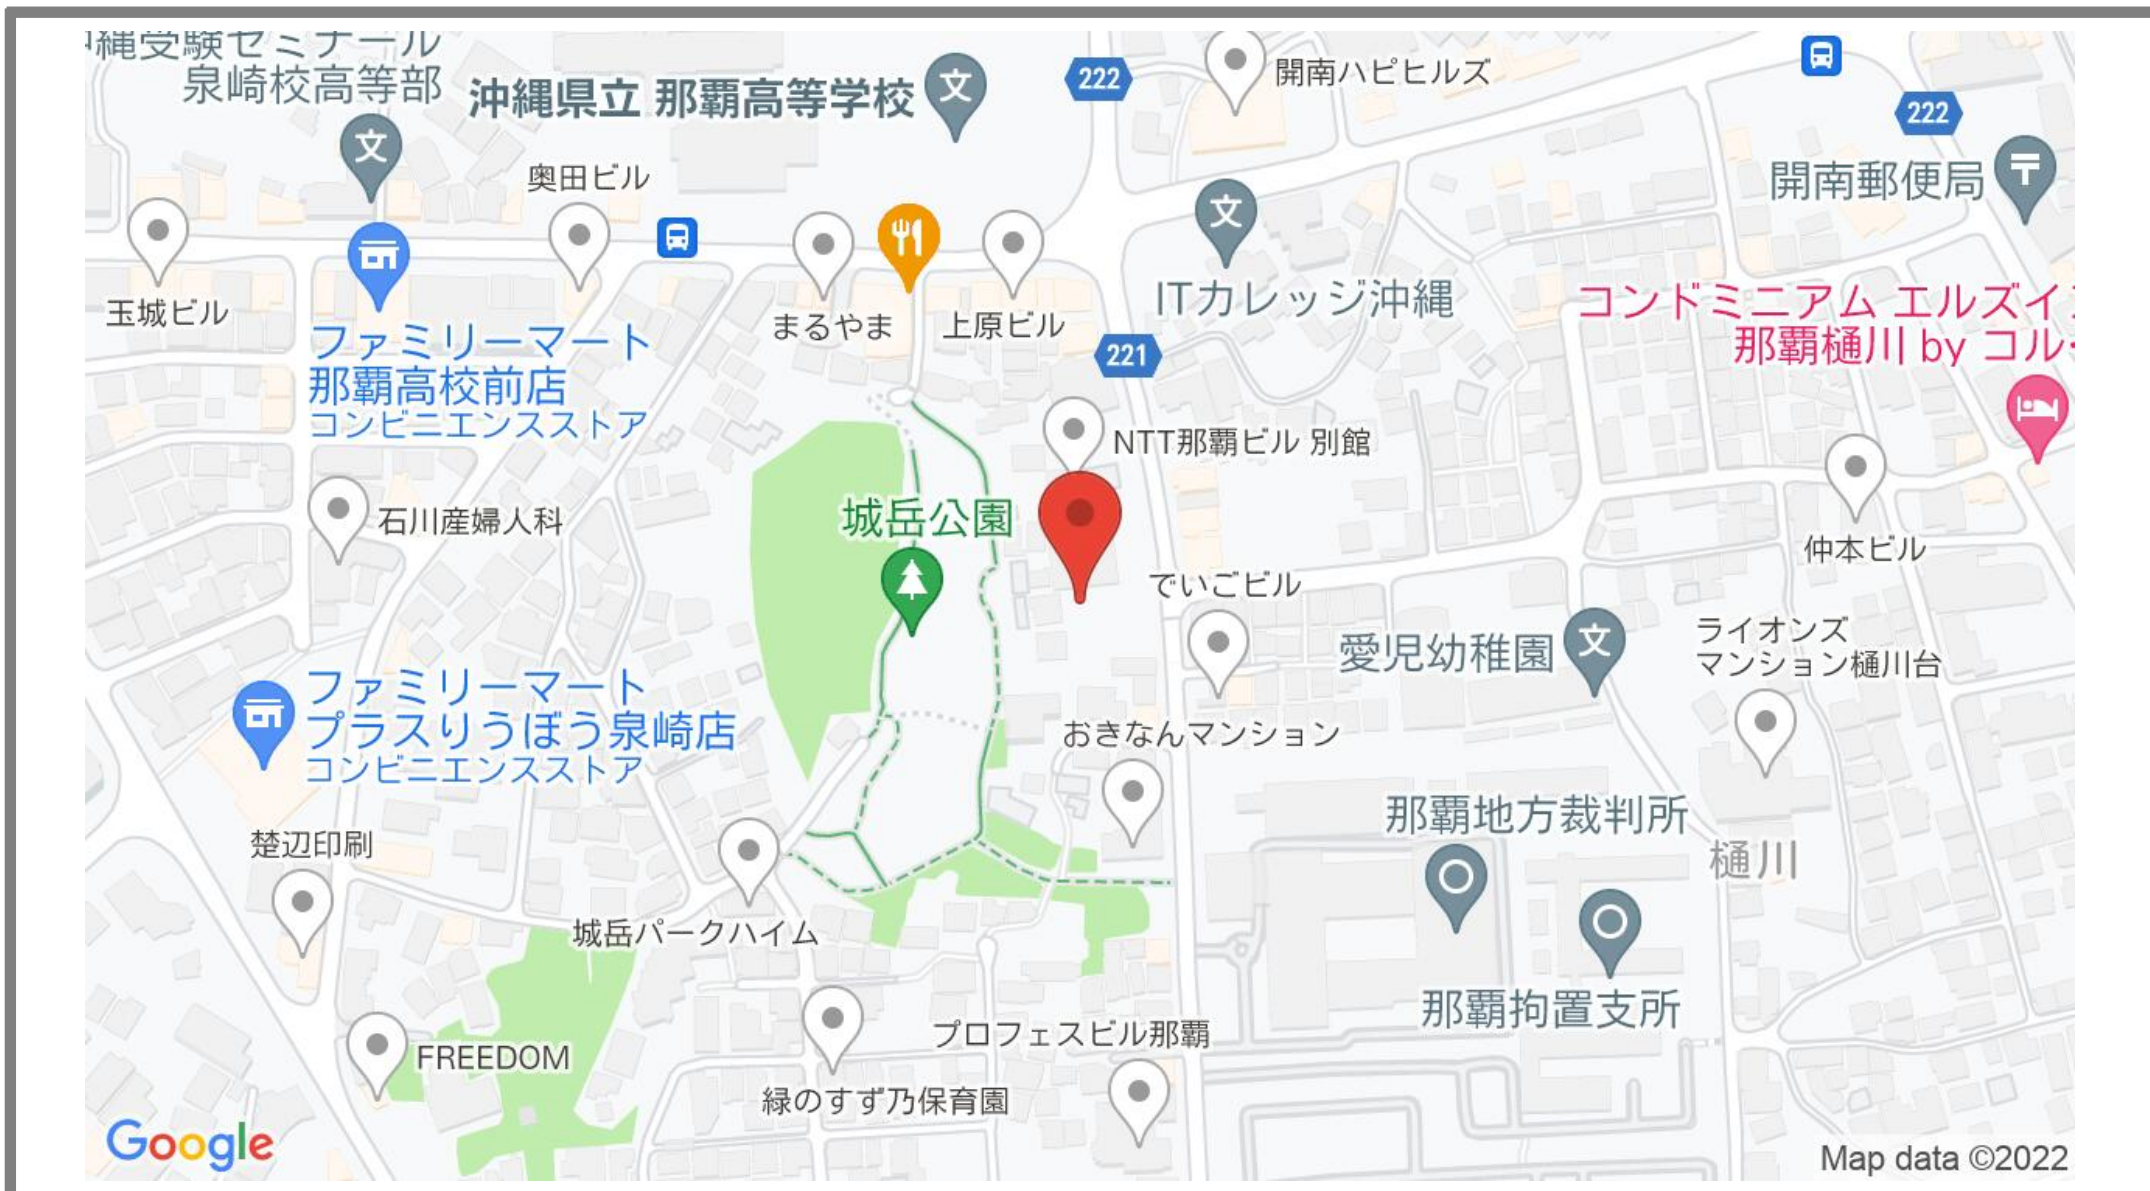 縄受験セミナール
泉崎校高等部
沖縄県立 那覇高等学校
222
開南ハピヒルズ
222
開南郵便局
奥田ビル
玉城ビル
ファミリーマート
那覇高校前店
コンビニエンスストア
まるやま
上原ビル
ITカレッジ沖縄
221
コンドミニアム エルズイン
那覇樋川 by コル・
NTT那覇ビル 別館
石川産婦人科
城岳公園
仲本ビル
でいごビル
愛児幼稚園
ライオンズ
マンション樋川台
ファミリーマート
プラスりうぼう泉崎店
コンビニエンスストア
おきなんマンション
那覇地方裁判所
樋川
楚辺印刷
城岳パークハイム
那覇拘置支所
プロフェスビル那覇
FREEDOM
緑のすず乃保育園
Google
Map data ©2022